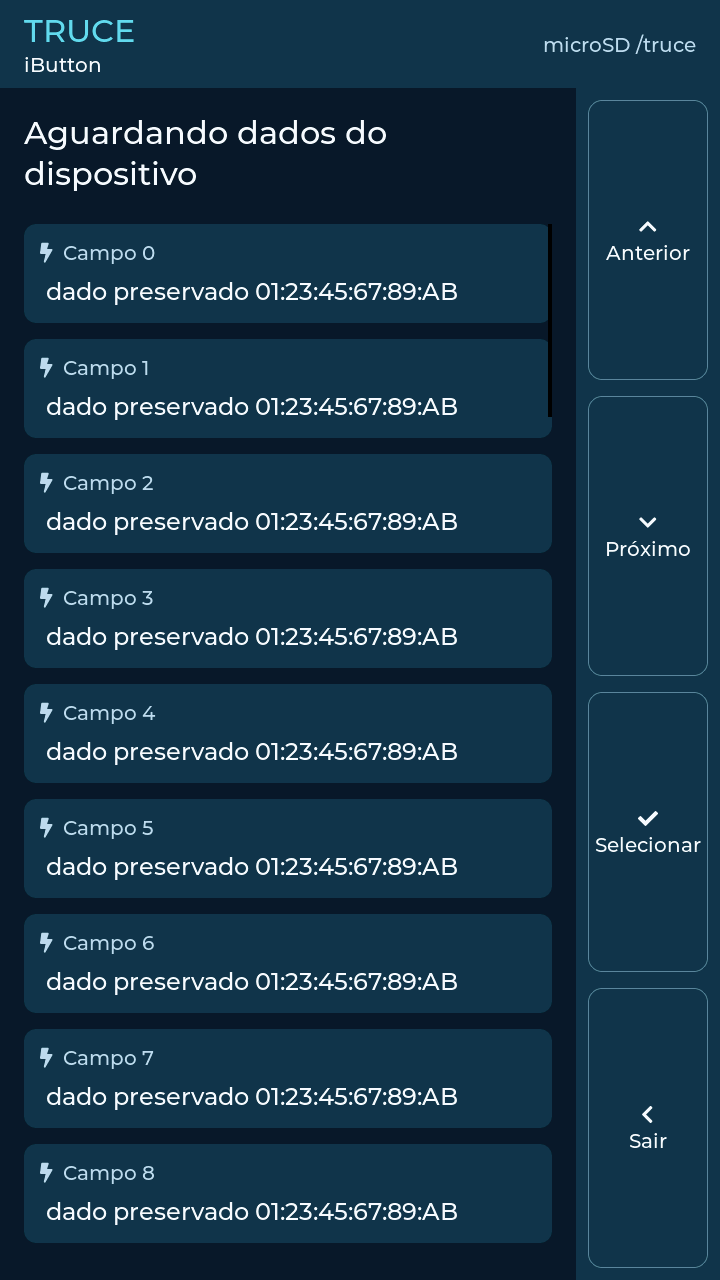 TRUCE
iButton
microSD /truce
Aguardando dados do
dispositivo
Campo 0
dado preservado 01:23:45:67:89:AB
Campo 1
dado preservado 01:23:45:67:89:AB
Campo 2
dado preservado 01:23:45:67:89:AB
Campo 3
dado preservado 01:23:45:67:89:AB
Campo 4
dado preservado 01:23:45:67:89:AB
Campo 5
dado preservado 01:23:45:67:89:AB
Campo 6
dado preservado 01:23:45:67:89:AB
Campo 7
dado preservado 01:23:45:67:89:AB
Campo 8
dado preservado 01:23:45:67:89:AB
Anterior
Próximo
Selecionar
Sair